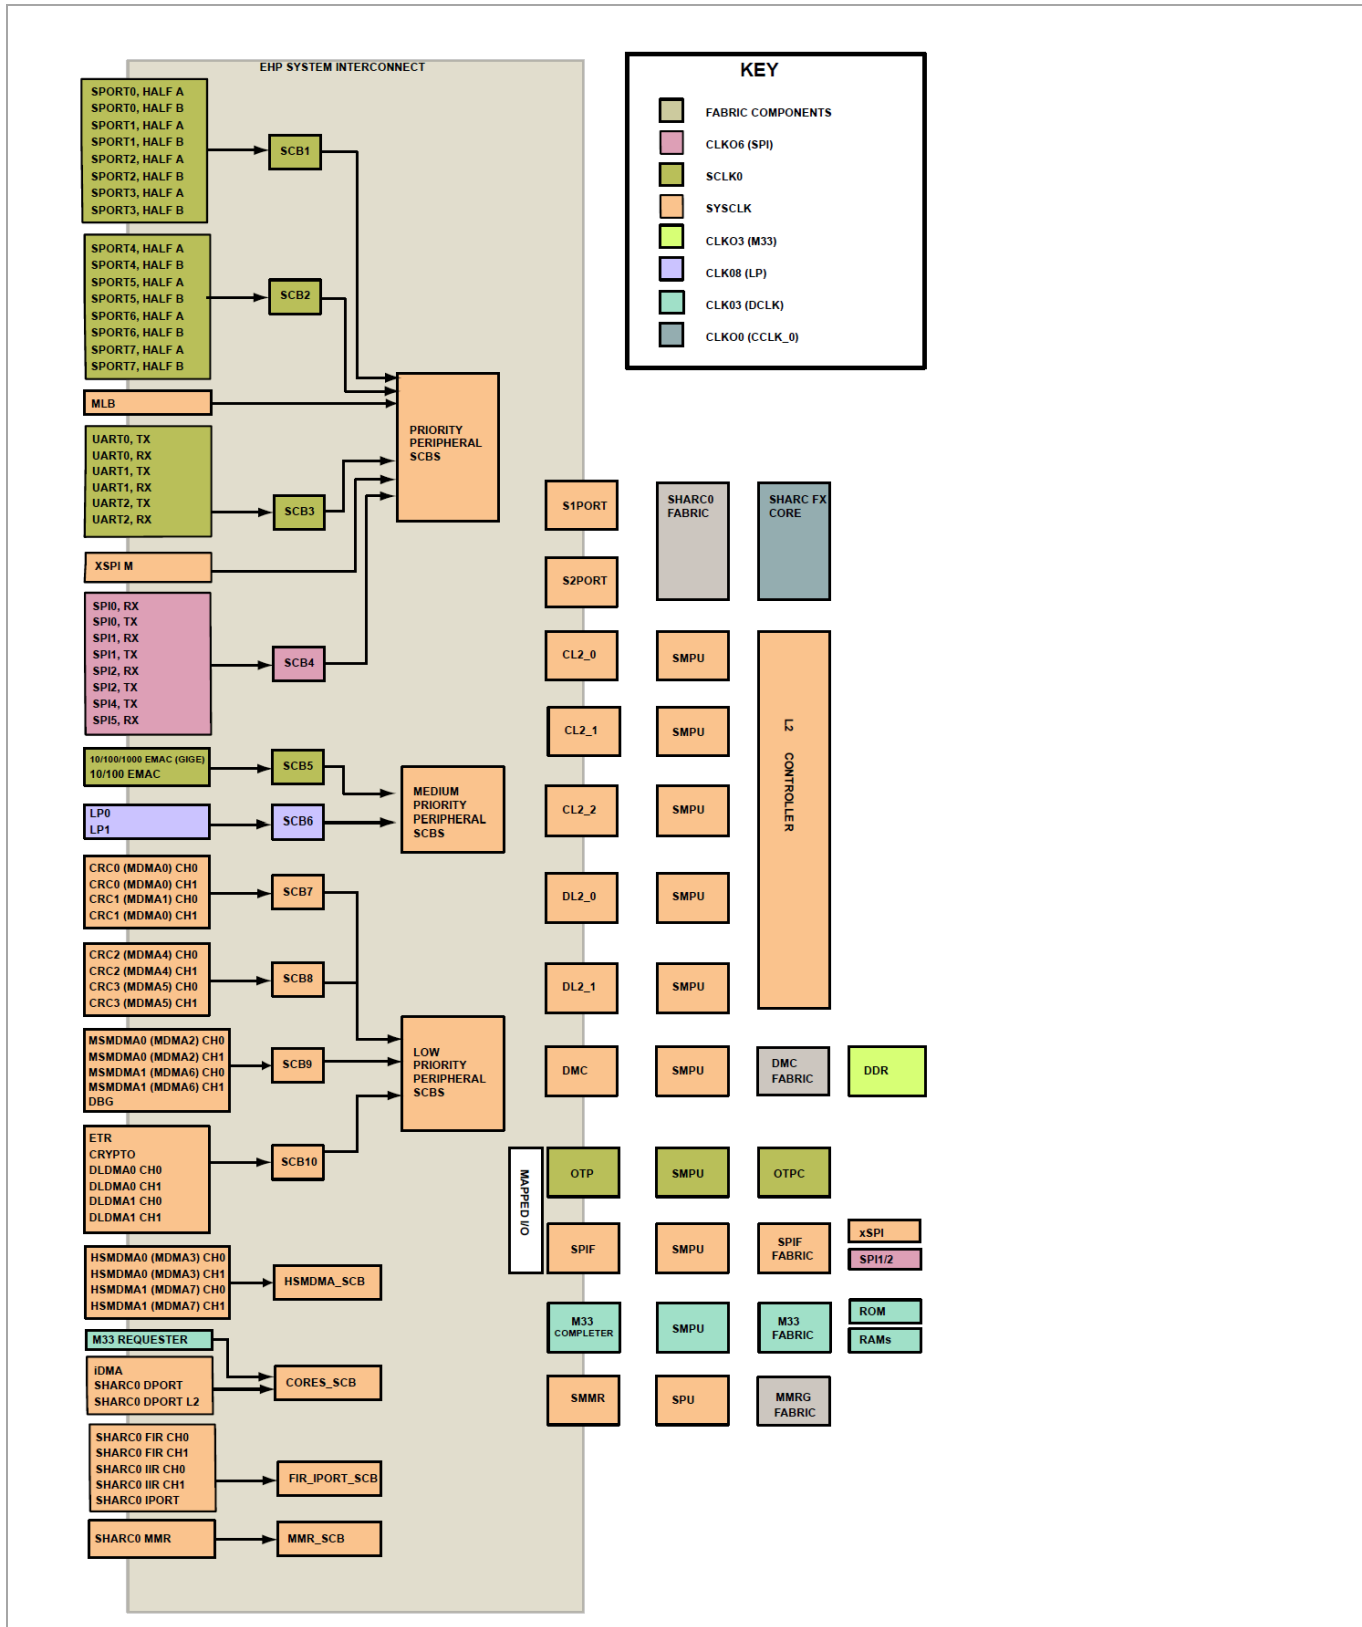 EHP SYSTEM INTERCONNECT
KEY
FABRIC COMPONENTS
CLKO6 (SPI)
SCLK0
SYSCLK
CLKO3 (M33)
CLK08 (LP)
CLK03 (DCLK)
CLKO0 (CCLK_0)
SPORT0, HALF A
SPORT0, HALF B
SPORT1, HALF A
SPORT1, HALF B
SPORT2, HALF A
SPORT2, HALF B
SPORT3, HALF A
SPORT3, HALF B
SCB1
SPORT4, HALF A
SPORT4, HALF B
SPORT5, HALF A
SPORT5, HALF B
SPORT6, HALF A
SPORT6, HALF B
SPORT7, HALF A
SPORT7, HALF B
SCB2
MLB
UART0, TX
UART0, RX
UART1, TX
UART1, RX
UART2, TX
UART2, RX
SCB3
PRIORITY
PERIPHERAL
SCBS
XSPI M
SPI0, RX
SPI0, TX
SPI1, RX
SPI1, TX
SPI2, RX
SPI2, TX
SPI4, TX
SPI5, RX
SCB4
10/100/1000 EMAC (GIGE)
10/100 EMAC
SCB5
LP0
LP1
SCB6
MEDIUM
PRIORITY
PERIPHERAL
SCBS
CRC0 (MDMA0) CH0
CRC0 (MDMA0) CH1
CRC1 (MDMA1) CH0
CRC1 (MDMA0) CH1
SCB7
CRC2 (MDMA4) CH0
CRC2 (MDMA4) CH1
CRC3 (MDMA5) CH0
CRC3 (MDMA5) CH1
SCB8
MSMDMA0 (MDMA2) CH0
MSMDMA0 (MDMA2) CH1
MSMDMA1 (MDMA6) CH0
MSMDMA1 (MDMA6) CH1
DBG
SCB9
LOW
PRIORITY
PERIPHERAL
SCBS
ETR
CRYPTO
DLDMA0 CH0
DLDMA0 CH1
DLDMA1 CH0
DLDMA1 CH1
SCB10
HSMDMA0 (MDMA3) CH0
HSMDMA0 (MDMA3) CH1
HSMDMA1 (MDMA7) CH0
HSMDMA1 (MDMA7) CH1
HSMDMA_SCB
M33 REQUESTER
iDMA
SHARC0 DPORT
SHARC0 DPORT L2
CORES_SCB
SHARC0 FIR CH0
SHARC0 FIR CH1
SHARC0 IIR CH0
SHARC0 IIR CH1
SHARC0 IPORT
FIR_IPORT_SCB
SHARC0 MMR
MMR_SCB
S1PORT
SHARC0
FABRIC
SHARC FX
CORE
S2PORT
CL2_0
SMPU
L2 CONTROLLER
CL2_1
SMPU
CL2_2
SMPU
DL2_0
SMPU
DL2_1
SMPU
DMC
SMPU
DMC
FABRIC
DDR
MAPPED I/O
OTP
SMPU
OTPC
SPIF
SMPU
SPIF
FABRIC
xSPI
SPI1/2
M33
COMPLETER
SMPU
M33
FABRIC
ROM
RAMs
SMMR
SPU
MMRG
FABRIC